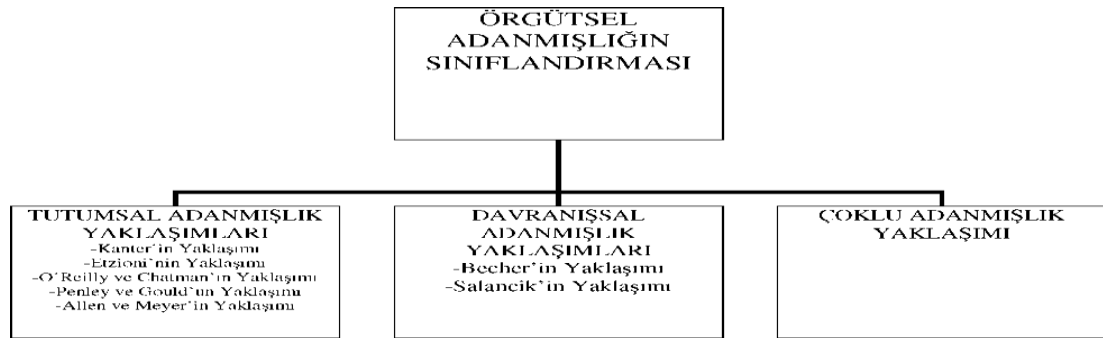 ÖRGÜTSEL
ADANMIŞLIĞIN
SINIFLANDIRMASI
TUTUMSAL ADANMIŞLIK
YAKLAŞIMLARI
-Kanter'in Yaklaşımı
-Etzioni'nin Yaklaşımı
-O'Reilly ve Chatman'ın Yaklaşımı
-Penley ve Gould'un Yaklaşımı
-Allen ve Meyer'in Yaklaşımı
DAVRANIŞSAL
ADANMIŞLIK
YAKLAŞIMLARI
-Becher'in Yaklaşımı
-Salancik'in Yaklaşımı
ÇOKLU ADANMIŞLIK
YAKLAŞIMI